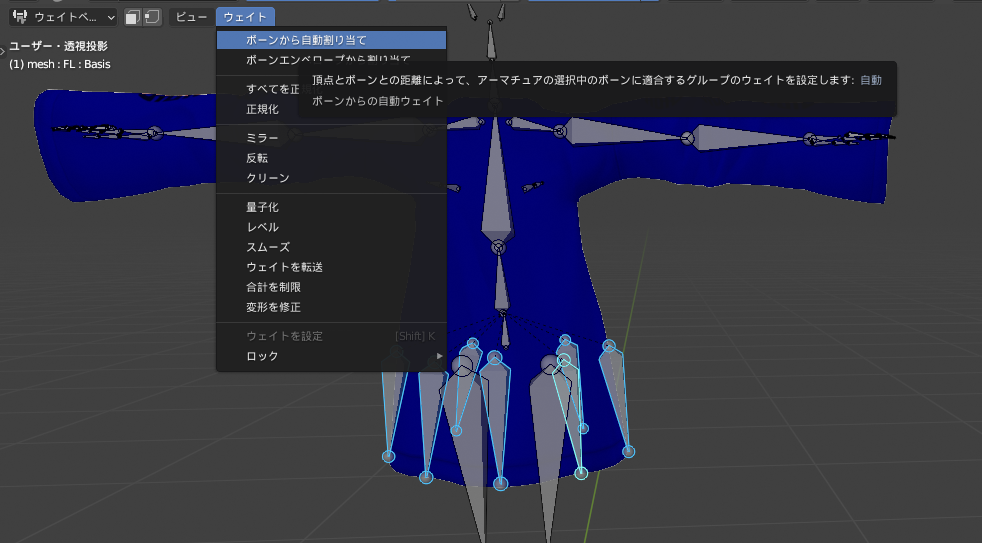 ウェイトペ... ビュー ウェイト
ユーザー・透視投影
(1) mesh : FL : Basis
ボーンから自動割り当て
ボーンエンベロープから割り当て
頂点とボーンとの距離によって、アーマチュアの選択中のボーンに適合するグループのウェイトを設定します: 自動
ボーンからの自動ウェイト
すべてを正
正規化
ミラー
反転
クリーン
量子化
レベル
スムーズ
ウェイトを転送
合計を制限
変形を修正
ウェイトを設定 [Shift] K
ロック